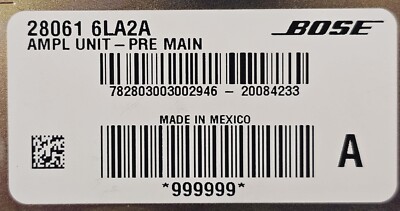 28061 6LA2A
BOSE
AMPL UNIT – PRE MAIN
782803003002946 – 20084233
MADE IN MEXICO
A
*999999*